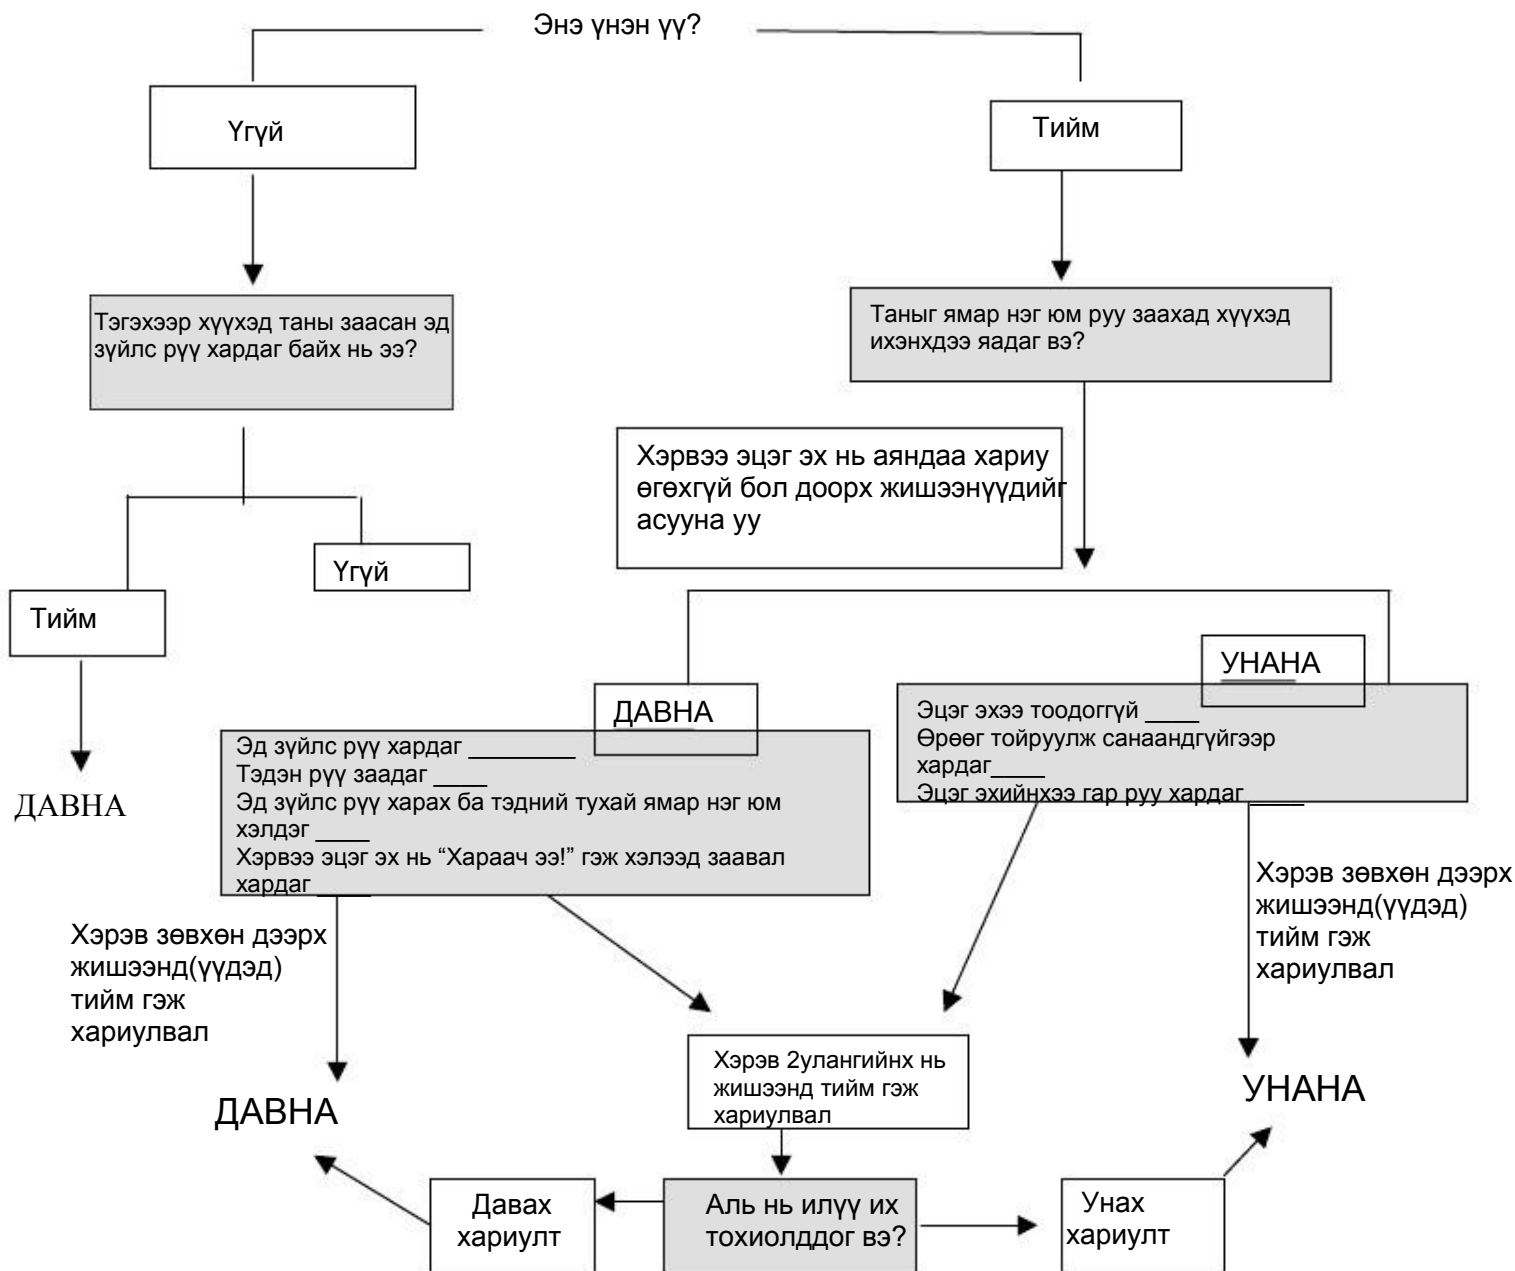 Энэ үнэн үү?
Үгүй
Тийм
Тэгэхээр хүүхэд таны заасан эд
зүйлс рүү хардаг байх нь ээ?
Таныг ямар нэг юм руу заахад хүүхэд
ихэнхдээ яадаг вэ?
Хэрвээ эцэг эх нь аяндаа хариу
өгөхгүй бол доорх жишээнүүдийг
асууна уу
Үгүй
Тийм
ДАВНА
ДАВНА
Эд зүйлс рүү хардаг ________
Тэдэн рүү заадаг ____
Эд зүйлс рүү харах ба тэдний тухай ямар нэг юм
хэлдэг ____
Хэрвээ эцэг эх нь “Хараач ээ!” гэж хэлээд заавал
хардаг ____
УНАНА
Эцэг эхээ тоодоггүй ____
Өрөөг тойруулж санаандгүйгээр
хардаг____
Эцэг эхийнхээ гар руу хардаг ____
Хэрэв зөвхөн дээрх
жишээнд(үүдэд)
тийм гэж
хариулвал
Хэрэв зөвхөн дээрх
жишээнд(үүдэд)
тийм гэж
хариулвал
Хэрэв 2улангийнх нь
жишээнд тийм гэж
хариулвал
ДАВНА
УНАНА
Давах
хариулт
Аль нь илүү их
тохиолддог вэ?
Унах
хариулт